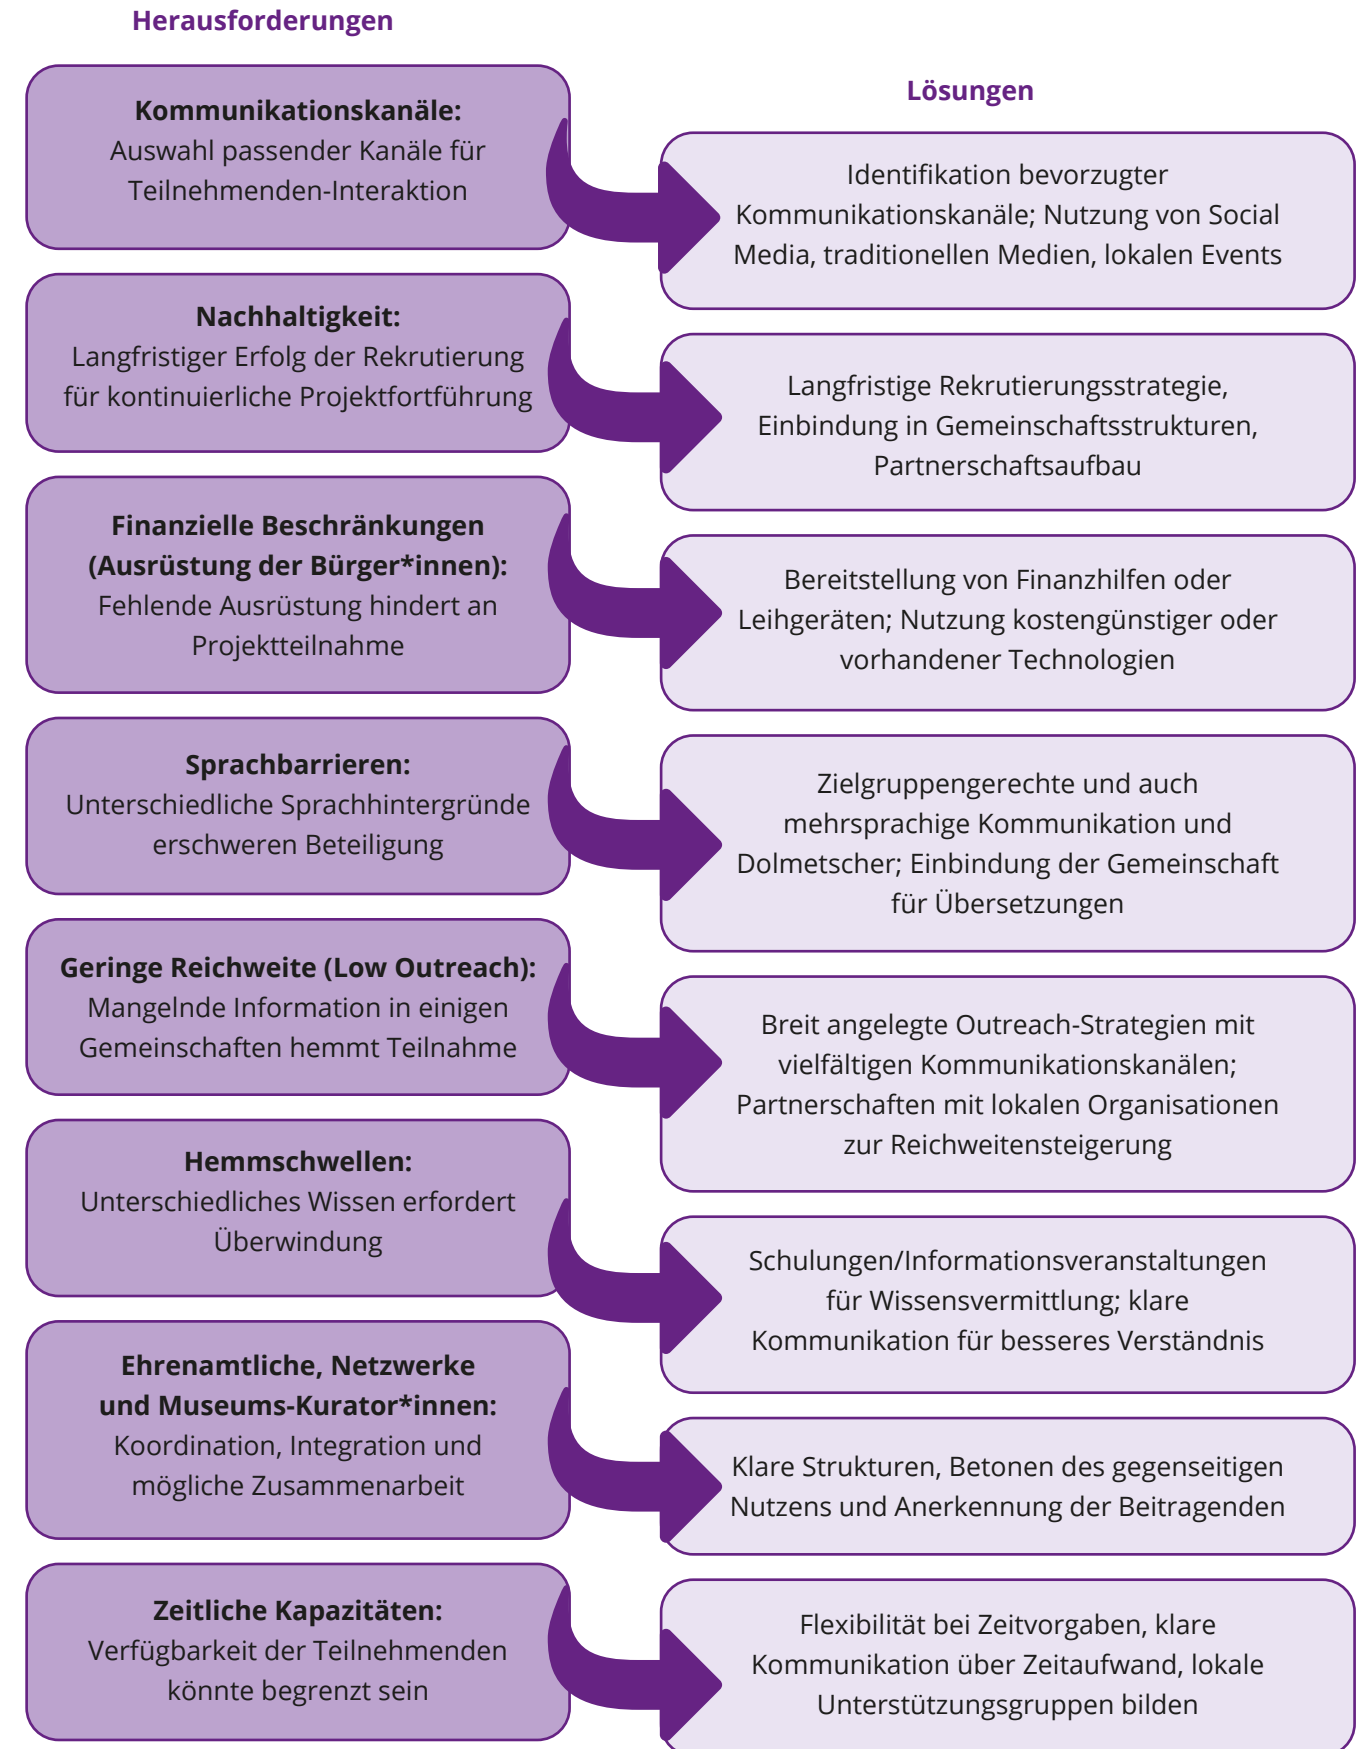 Herausforderungen
Lösungen
Kommunikationskanäle:
Auswahl passender Kanäle für
Teilnehmenden-Interaktion
Identifikation bevorzugter
Kommunikationskanäle; Nutzung von Social
Media, traditionellen Medien, lokalen Events
Nachhaltigkeit:
Langfristiger Erfolg der Rekrutierung
für kontinuierliche Projektfortführung
Langfristige Rekrutierungsstrategie,
Einbindung in Gemeinschaftsstrukturen,
Partnerschaftsaufbau
Finanzielle Beschränkungen
(Ausrüstung der Bürger*innen):
Fehlende Ausrüstung hindert an
Projektteilnahme
Bereitstellung von Finanzhilfen oder
Leihgeräten; Nutzung kostengünstiger oder
vorhandener Technologien
Sprachbarrieren:
Unterschiedliche Sprachhintergründe
erschweren Beteiligung
Zielgruppengerechte und auch
mehrsprachige Kommunikation und
Dolmetscher; Einbindung der Gemeinschaft
für Übersetzungen
Geringe Reichweite (Low Outreach):
Mangelnde Information in einigen
Gemeinschaften hemmt Teilnahme
Breit angelegte Outreach-Strategien mit
vielfältigen Kommunikationskanälen;
Partnerschaften mit lokalen Organisationen
zur Reichweitensteigerung
Hemmschwellen:
Unterschiedliches Wissen erfordert
Überwindung
Schulungen/Informationsveranstaltungen
für Wissensvermittlung; klare
Kommunikation für besseres Verständnis
Ehrenamtliche, Netzwerke
und Museums-Kurator*innen:
Koordination, Integration und
mögliche Zusammenarbeit
Klare Strukturen, Betonen des gegenseitigen
Nutzens und Anerkennung der Beitragenden
Zeitliche Kapazitäten:
Verfügbarkeit der Teilnehmenden
könnte begrenzt sein
Flexibilität bei Zeitvorgaben, klare
Kommunikation über Zeitaufwand, lokale
Unterstützungsgruppen bilden